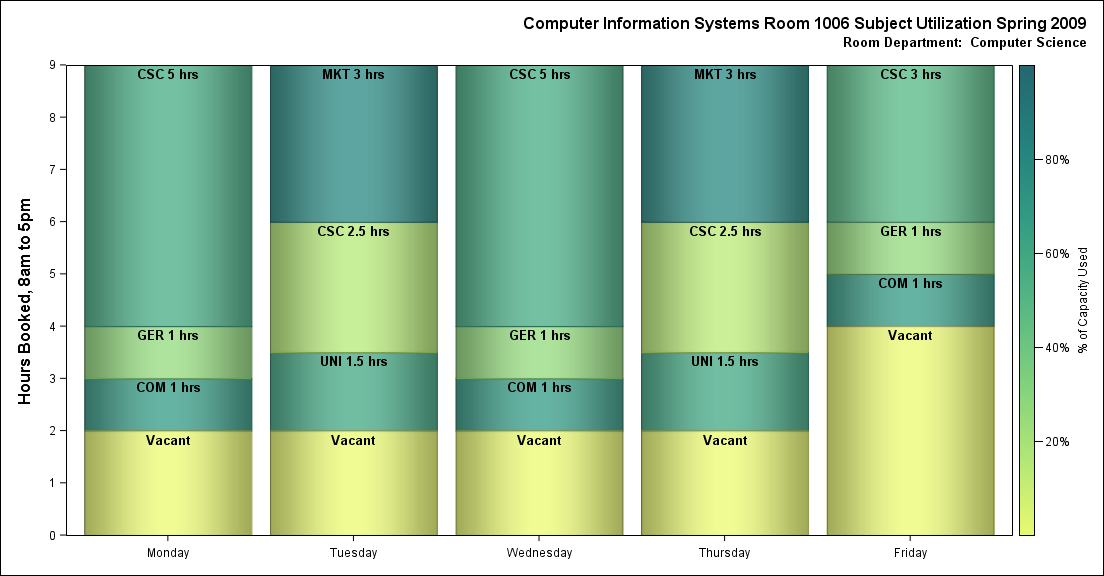 Computer Information Systems Room 1006 Subject Utilization Spring 2009
Room Department:  Computer Science
Hours Booked, 8am to 5pm
9
8
7
6
5
4
3
2
1
0
CSC 5 hrs
GER 1 hrs
COM 1 hrs
Vacant
MKT 3 hrs
CSC 2.5 hrs
UNI 1.5 hrs
Vacant
CSC 5 hrs
GER 1 hrs
COM 1 hrs
Vacant
MKT 3 hrs
CSC 2.5 hrs
UNI 1.5 hrs
Vacant
CSC 3 hrs
GER 1 hrs
COM 1 hrs
Vacant
Monday
Tuesday
Wednesday
Thursday
Friday
80%
60%
40%
20%
% of Capacity Used